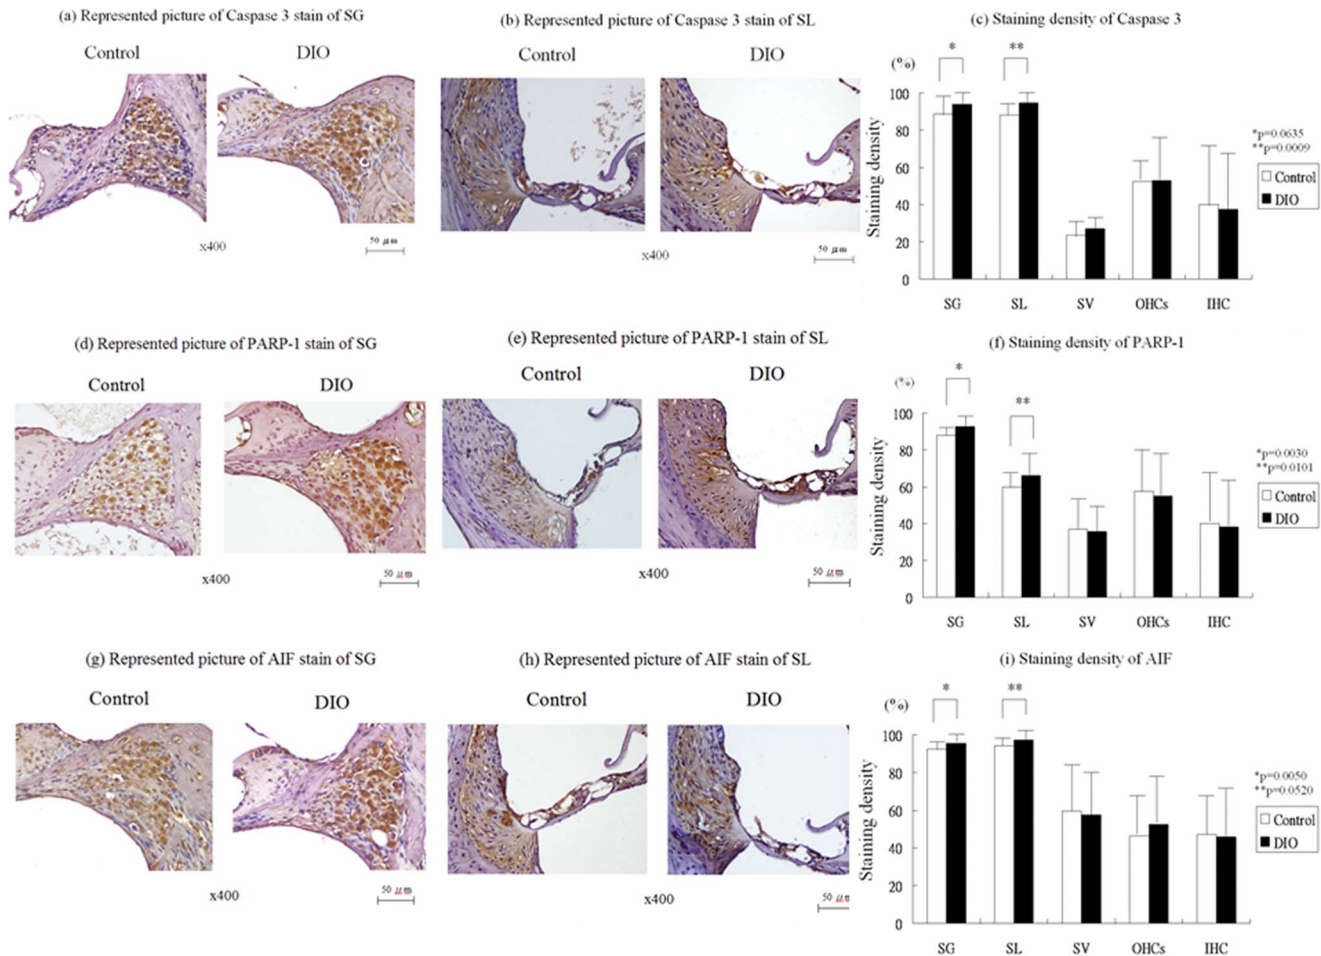 (a) Represented picture of Caspase 3 stain of SG
Control
DIO
x400
50 μm
(b) Represented picture of Caspase 3 stain of SL
Control
DIO
x400
50 μm
(c) Staining density of Caspase 3
* **
(%)
Staining density
100
80
60
40
20
0
SG SL SV OHCs IHC
*p=0.0635
**p=0.0009
Control
DIO
(d) Represented picture of PARP-1 stain of SG
Control
DIO
x400
50 μm
(e) Represented picture of PARP-1 stain of SL
Control
DIO
x400
50 μm
(f) Staining density of PARP-1
* **
(%)
Staining density
100
80
60
40
20
0
SG SL SV OHCs IHC
*p=0.0030
**p=0.0101
Control
DIO
(g) Represented picture of AIF stain of SG
Control
DIO
x400
50 μm
(h) Represented picture of AIF stain of SL
Control
DIO
x400
50 μm
(i) Staining density of AIF
* **
(%)
Staining density
100
80
60
40
20
0
SG SL SV OHCs IHC
*p=0.0050
**p=0.0520
Control
DIO